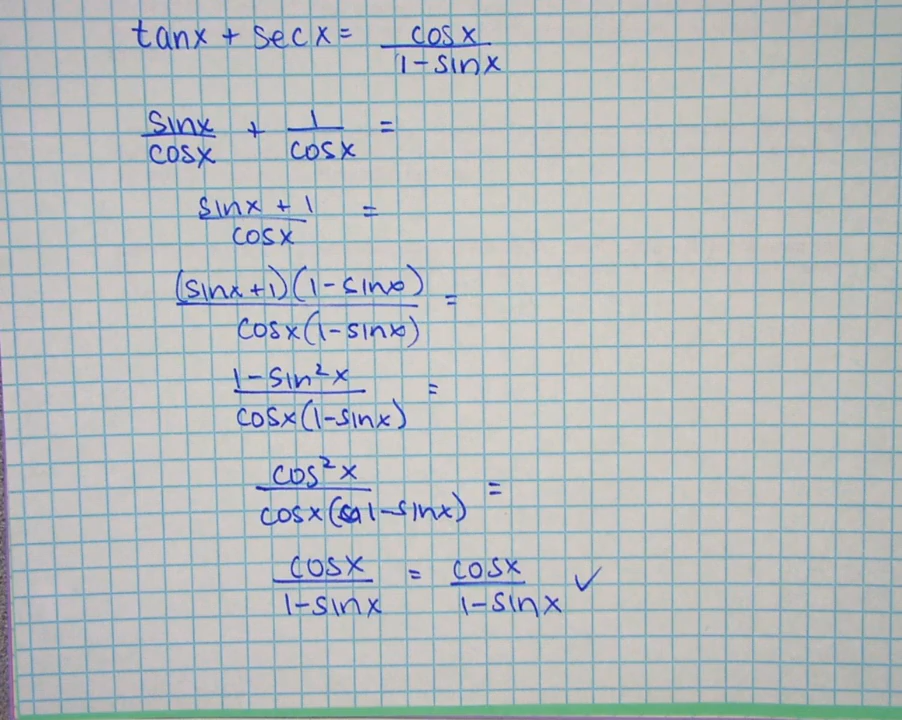 tanx + secx = cosx / 1-sinx
sinx / cosx + 1 / cosx =
sinx + 1 / cosx =
(sinx+1)(1-sinx) / cosx(1-sinx) =
1-sin²x / cosx(1-sinx) =
cos²x / cosx(1-sinx) =
cosx / 1-sinx = cosx / 1-sinx ✓